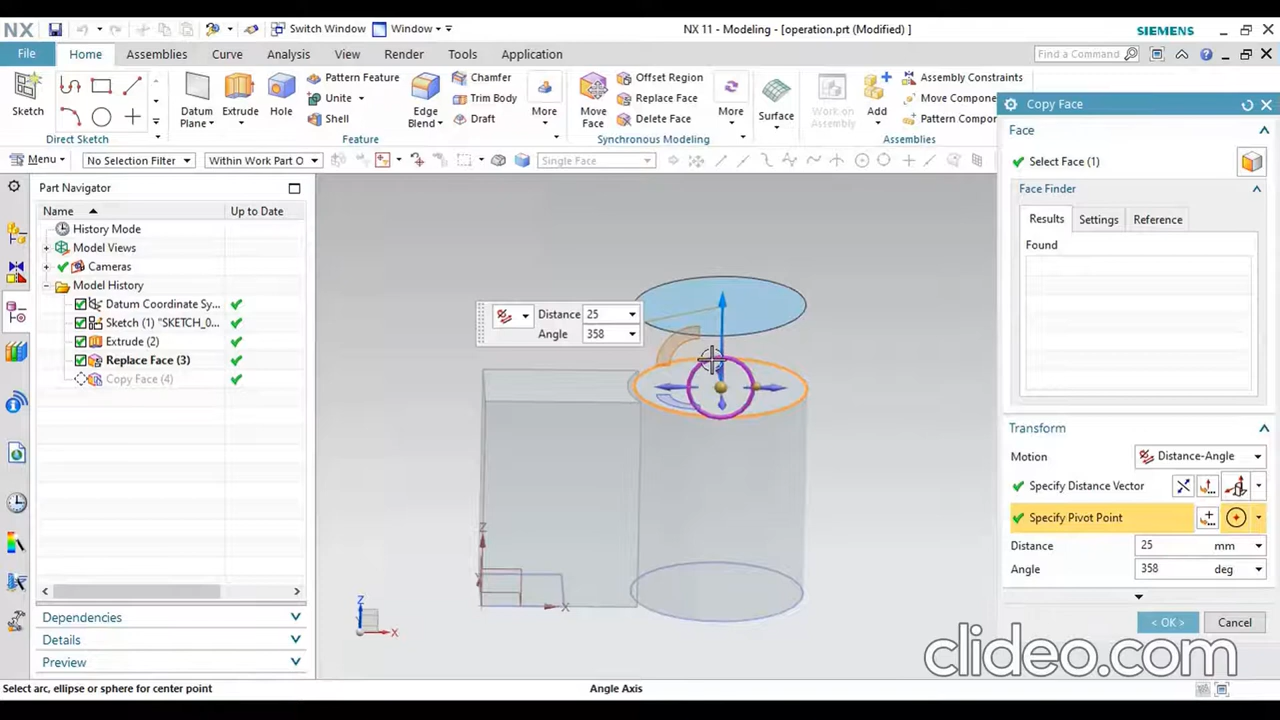 NX
Switch Window
Window
NX 11 - Modeling - [operation.prt (Modified) ]
SIEMENS
File
Home
Assemblies
Curve
Analysis
View
Render
Tools
Application
Find a Command
Sketch
Direct Sketch
Datum
Plane
Extrude
Hole
Pattern Feature
Unite
Shell
Edge
Blend
Chamfer
Trim Body
Draft
More
Feature
Move
Face
Offset Region
Replace Face
Delete Face
More
Synchronous Modeling
Surface
Work on
Assembly
Add
Assembly Constraints
Move Compone
Pattern Compo
Assemblies
Menu
No Selection Filter
Within Work Part O
Single Face
Part Navigator
Name
Up to Date
History Mode
Model Views
Cameras
Model History
Datum Coordinate Sy...
Sketch (1) "SKETCH_0...
Extrude (2)
Replace Face (3)
Copy Face (4)
Dependencies
Details
Preview
Distance 25
Angle 358
Z
X
Z
X
Copy Face
Face
Select Face (1)
Face Finder
Results
Settings
Reference
Found
Transform
Motion
Distance-Angle
Specify Distance Vector
Specify Pivot Point
Distance
25 mm
Angle
358 deg
< OK >
Cancel
clideo.com
Select arc, ellipse or sphere for center point
Angle Axis